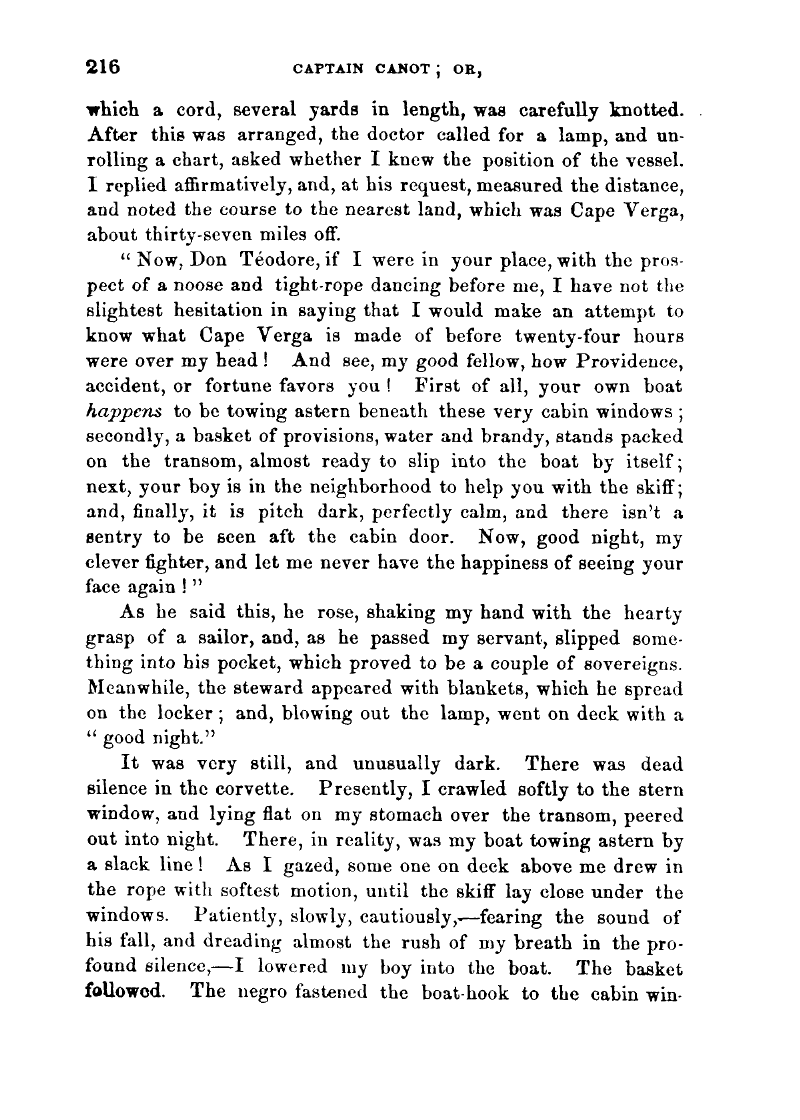 216 CAPTAIN CANOT; OR,
which a cord, several yards in length, was carefully knotted.
After this was arranged, the doctor called for a lamp, and un-
rolling a chart, asked whether I knew the position of the vessel.
I replied affirmatively, and, at his request, measured the distance,
and noted the course to the nearest land, which was Cape Verga,
about thirty-seven miles off.
“Now, Don Téodore, if I were in your place, with the pros-
pect of a noose and tight-rope dancing before me, I have not the
slightest hesitation in saying that I would make an attempt to
know what Cape Verga is made of before twenty-four hours
were over my head! And see, my good fellow, how Providence,
accident, or fortune favors you! First of all, your own boat
happens to be towing astern beneath these very cabin windows;
secondly, a basket of provisions, water and brandy, stands packed
on the transom, almost ready to slip into the boat by itself;
next, your boy is in the neighborhood to help you with the skiff;
and, finally, it is pitch dark, perfectly calm, and there isn't a
sentry to be seen aft the cabin door. Now, good night, my
clever fighter, and let me never have the happiness of seeing your
face again!”
As he said this, he rose, shaking my hand with the hearty
grasp of a sailor, and, as he passed my servant, slipped some-
thing into his pocket, which proved to be a couple of sovereigns.
Meanwhile, the steward appeared with blankets, which he spread
on the locker; and, blowing out the lamp, went on deck with a
“good night.”
It was very still, and unusually dark. There was dead
silence in the corvette. Presently, I crawled softly to the stern
window, and lying flat on my stomach over the transom, peered
out into night. There, in reality, was my boat towing astern by
a slack line! As I gazed, some one on deck above me drew in
the rope with softest motion, until the skiff lay close under the
windows. Patiently, slowly, cautiously,—fearing the sound of
his fall, and dreading almost the rush of my breath in the pro-
found silence,—I lowered my boy into the boat. The basket
followed. The negro fastened the boat-hook to the cabin win-